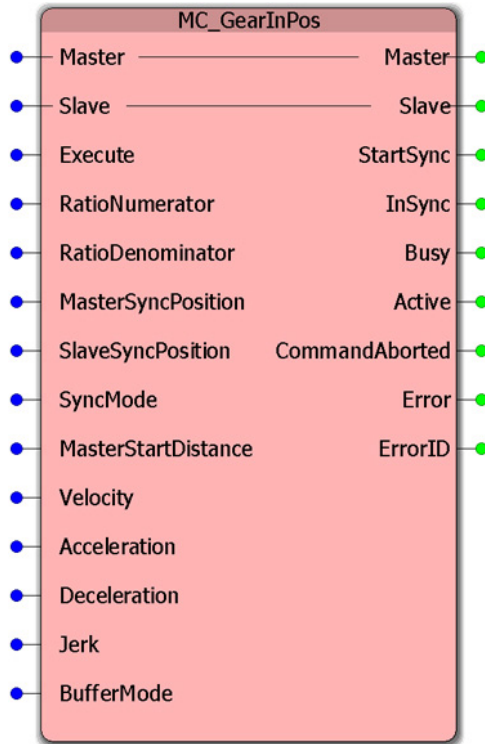 MC_GearInPos
Master Master
Slave Slave
Execute StartSync
RatioNumerator InSync
RatioDenominator Busy
MasterSyncPosition Active
SlaveSyncPosition CommandAborted
SyncMode Error
MasterStartDistance ErrorID
Velocity
Acceleration
Deceleration
Jerk
BufferMode